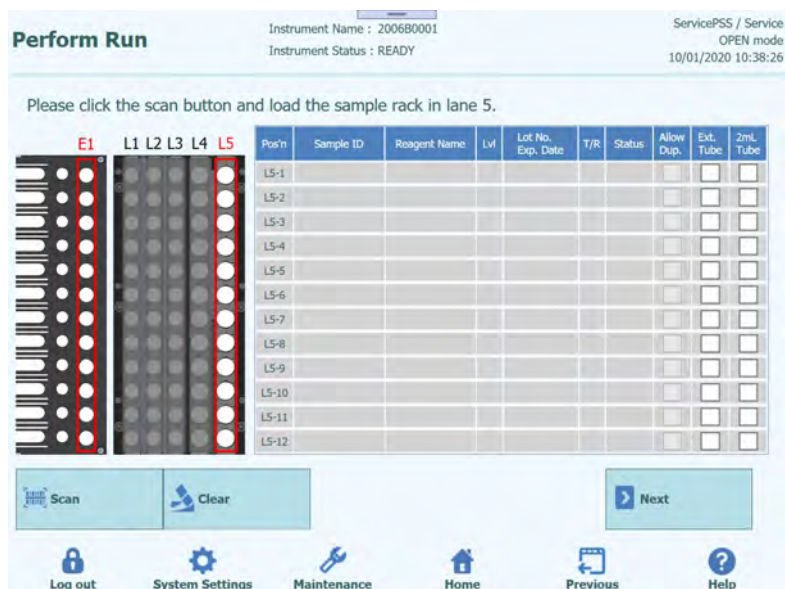 Perform Run
Instrument Name : 2006B0001
Instrument Status : READY
ServicePSS / Service
OPEN mode
10/01/2020 10:38:26
Please click the scan button and load the sample rack in lane 5.
E1 L1 L2 L3 L4 L5
Pos'n Sample ID Reagent Name Lvl Lot No. Exp. Date T/R Status Allow Dup. Ext. Tube 2mL Tube
L5-1
L5-2
L5-3
L5-4
L5-5
L5-6
L5-7
L5-8
L5-9
L5-10
L5-11
L5-12
Scan Clear Next
Log out System Settings Maintenance Home Previous Help